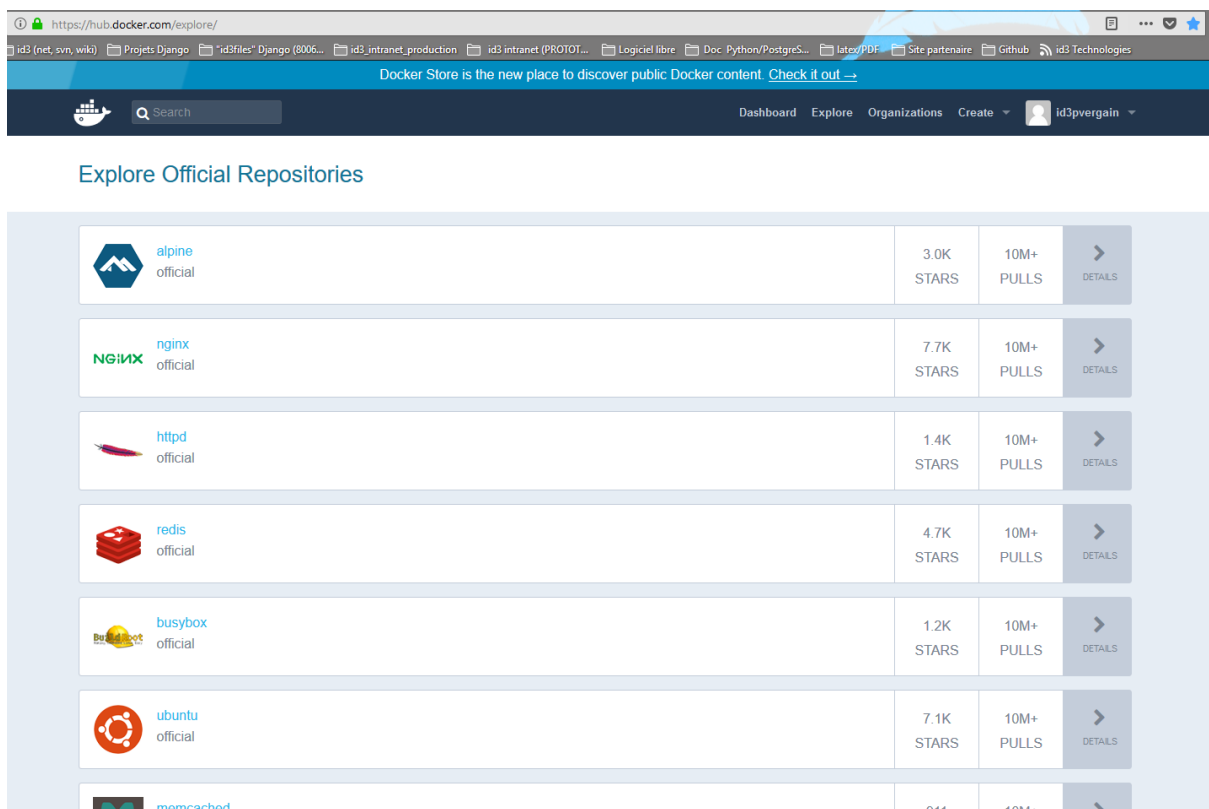 https://hub.docker.com/explore/
id3 (net, svn, wiki) Projets Django "id3files" Django (8006... id3_intranet_production id3 intranet (PROTOT... Logiciel libre Doc Python/PostgreS... latex/PDF Site partenaire Github id3 Technologies
Docker Store is the new place to discover public Docker content. Check it out →
Search Dashboard Explore Organizations Create id3pvergain
Explore Official Repositories
alpine
official
3.0K
STARS
10M+
PULLS
DETAILS
NGINX
nginx
official
7.7K
STARS
10M+
PULLS
DETAILS
httpd
official
1.4K
STARS
10M+
PULLS
DETAILS
redis
official
4.7K
STARS
10M+
PULLS
DETAILS
busybox
official
1.2K
STARS
10M+
PULLS
DETAILS
ubuntu
official
7.1K
STARS
10M+
PULLS
DETAILS
memcached